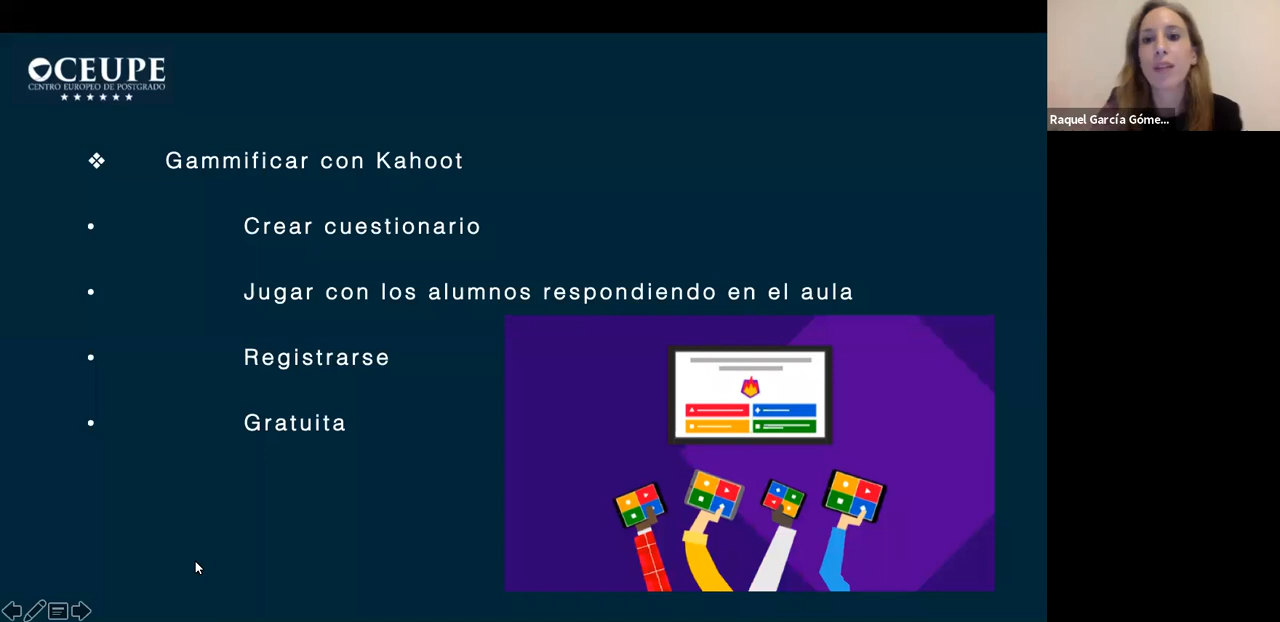 CEUPE
CENTRO EUROPEO DE POSTGRADO
Raquel García Góme...
Gammificar con Kahoot
Crear cuestionario
Jugar con los alumnos respondiendo en el aula
Registrarse
Gratuita